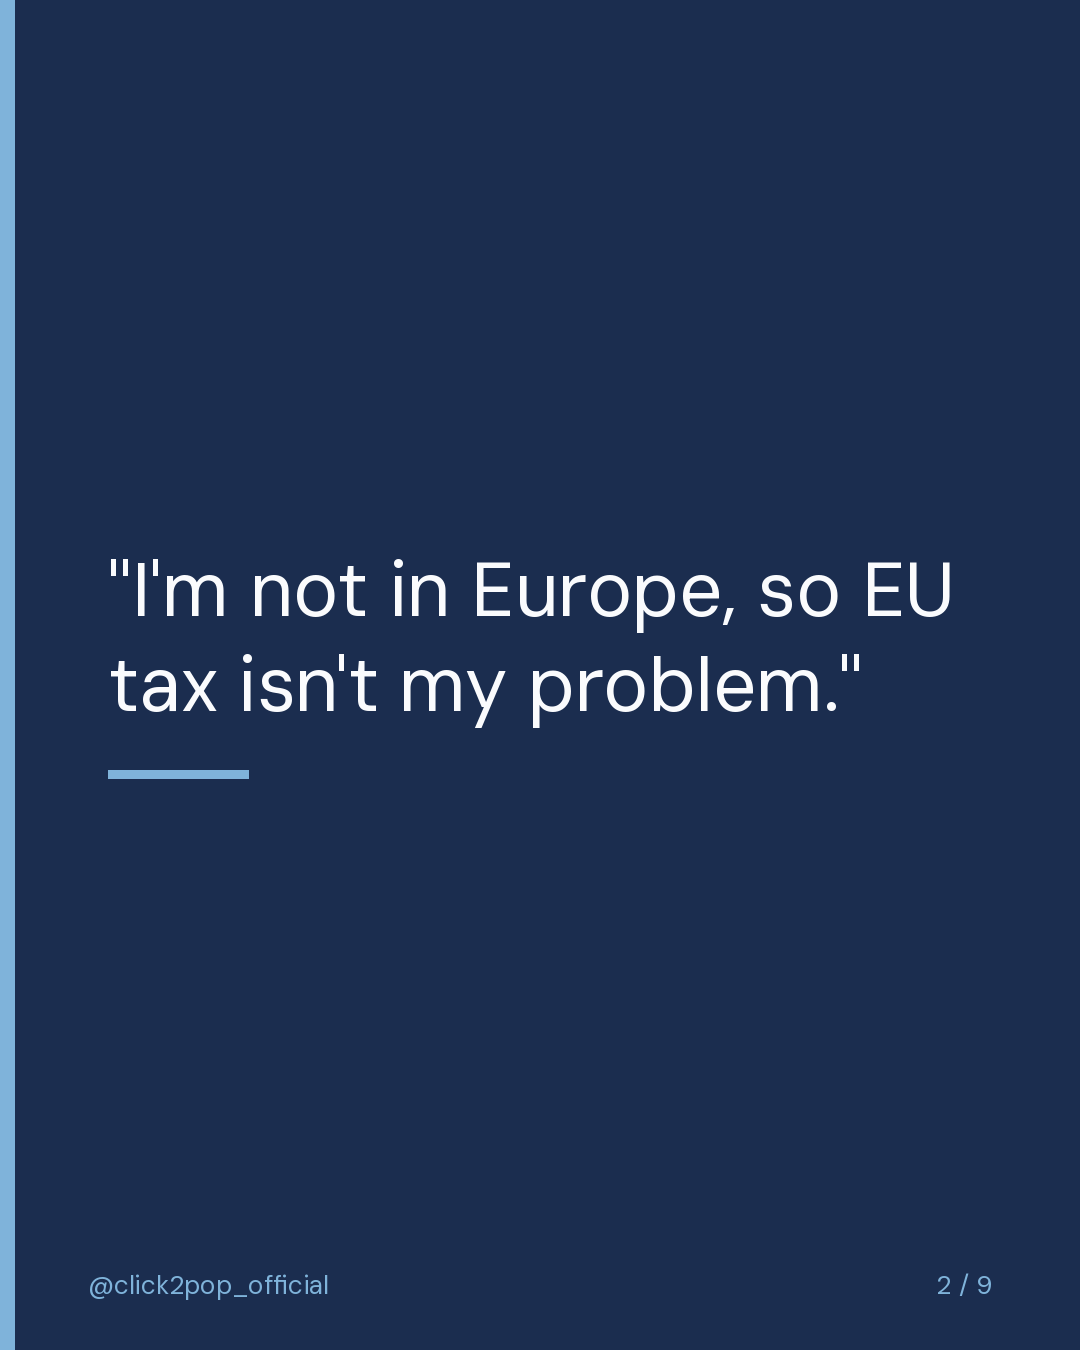 "I'm not in Europe, so EU
tax isn't my problem."
@click2pop_official
2 / 9